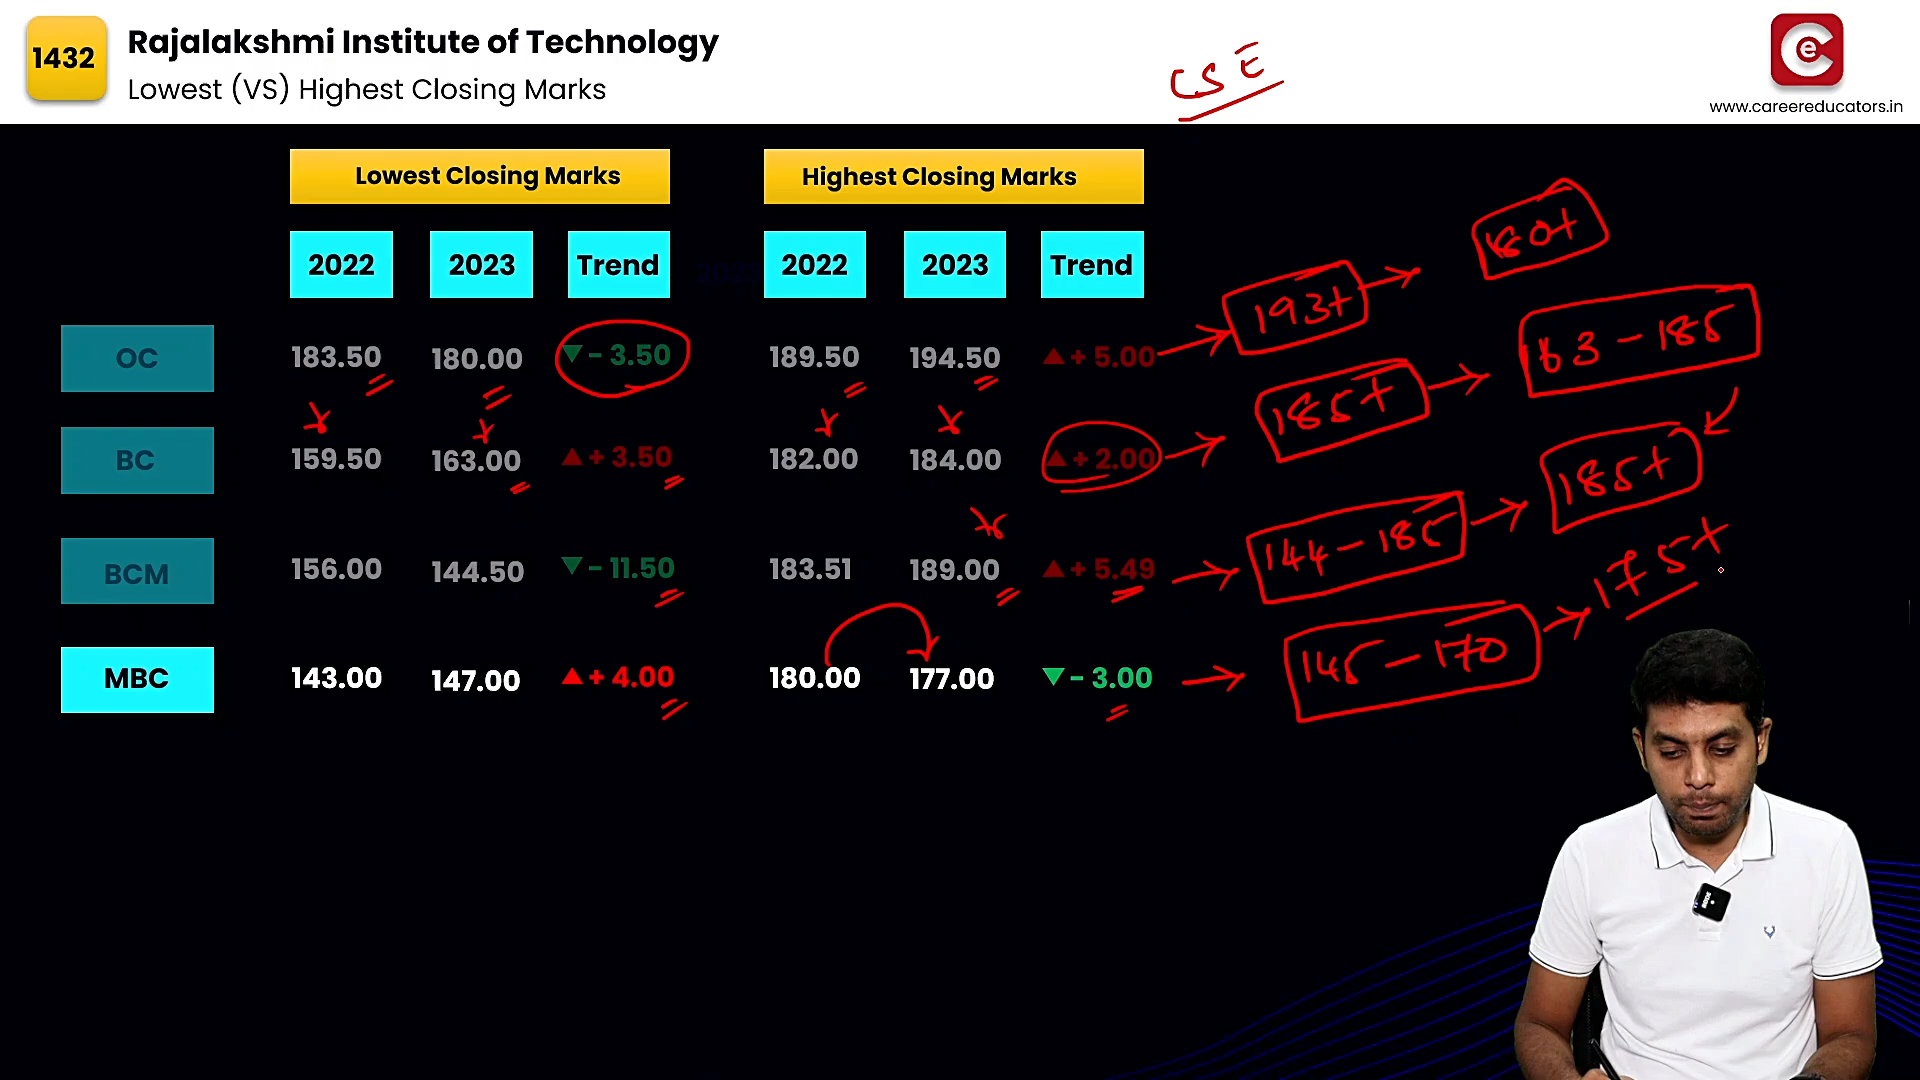 1432
Rajalakshmi Institute of Technology
Lowest (VS) Highest Closing Marks
CSE
e
www.careereducators.in
Lowest Closing Marks Highest Closing Marks
2022 2023 Trend 2022 2023 Trend
OC 183.50 180.00 ▼ - 3.50 189.50 194.50 ▲ + 5.00 → 193+ → 180+
BC 159.50 163.00 ▲ + 3.50 182.00 184.00 ▲ + 2.00 → 185+ → 163 - 185
BCM 156.00 144.50 ▼ - 11.50 183.51 189.00 ▲ + 5.49 → 144 - 185 → 185+
MBC 143.00 147.00 ▲ + 4.00 180.00 177.00 ▼ - 3.00 → 145 - 170 → 175+